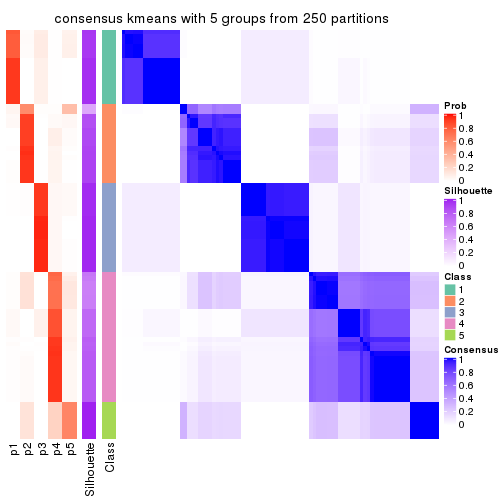 consensus kmeans with 5 groups from 250 partitions
Prob
1
0.8
0.6
0.4
0.2
0
Silhouette
1
0.8
0.6
0.4
0.2
0
Class
1
2
3
4
5
Consensus
1
0.8
0.6
0.4
0.2
0
p1
p2
p3
p4
p5
Silhouette
Class